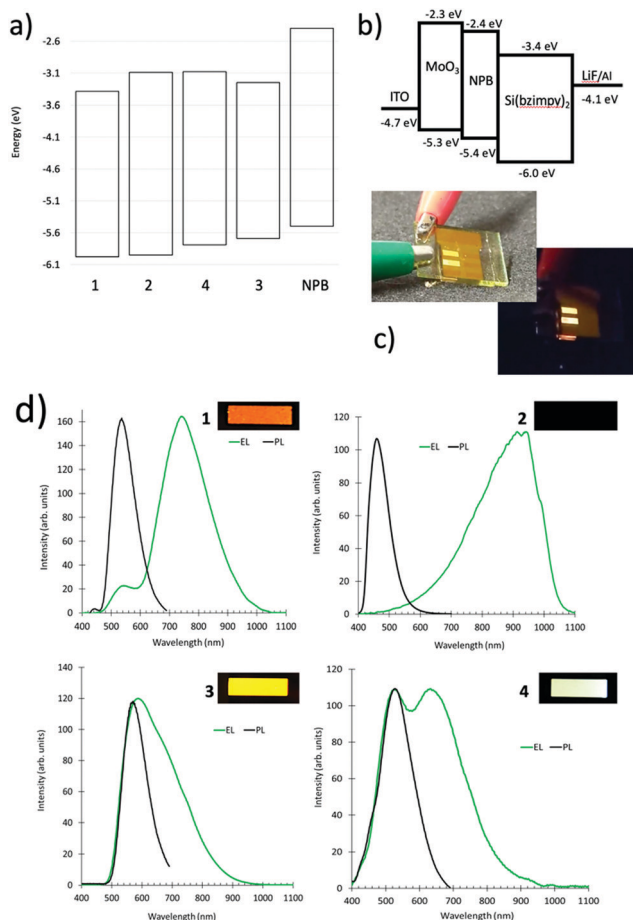 a)
Energy (eV)
-2.6
-3.1
-3.6
-4.1
-4.6
-5.1
-5.6
-6.1
1 2 4 3 NPB
b)
-2.3 eV
-2.4 eV
-3.4 eV
MoO3
NPB
Si(bzimpy)2
LiF/Al
ITO
-4.1 eV
-4.7 eV
-5.3 eV
-5.4 eV
-6.0 eV
c)
d)
1
EL PL
Intensity (arb. units)
160
140
120
100
80
60
40
20
0
400 500 600 700 800 900 1000 1100
Wavelength (nm)
2
EL PL
Intensity (arb. units)
120
100
80
60
40
20
0
400 500 600 700 800 900 1000 1100
Wavelength (nm)
3
EL PL
Intensity (arb. units)
140
120
100
80
60
40
20
0
400 500 600 700 800 900 1000 1100
Wavelength (nm)
4
EL PL
Intensity (arb. units)
120
100
80
60
40
20
0
400 500 600 700 800 900 1000 1100
Wavelength (nm)